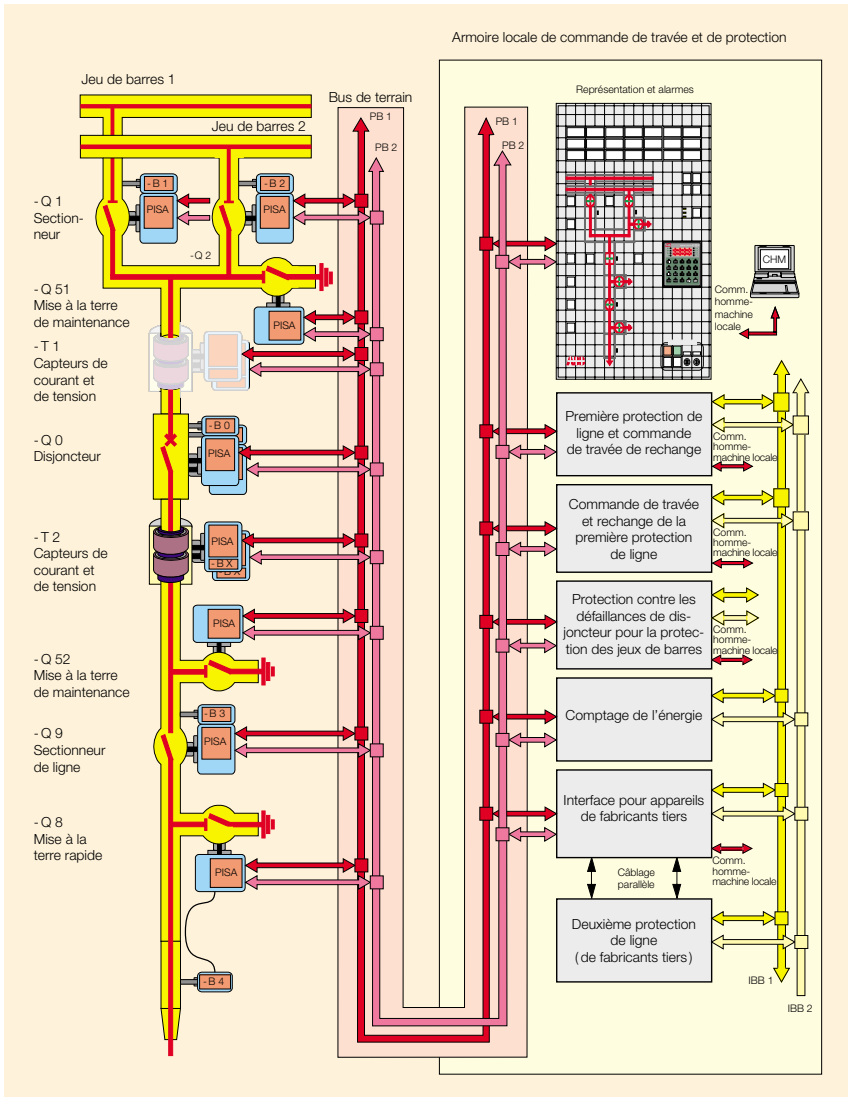 Armoire locale de commande de travée et de protection
Jeu de barres 1
Jeu de barres 2
Bus de terrain
PB 1
PB 2
PB 1
PB 2
Représentation et alarmes
- Q 1
Section-
neur
- B 1
PISA
- B 2
PISA
- Q 2
- Q 51
Mise à la terre
de maintenance
PISA
- T 1
Capteurs de
courant et
de tension
- Q 0
Disjoncteur
- B 0
PISA
- T 2
Capteurs de
courant et
de tension
PISA
- B X
- B X
PISA
- Q 52
Mise à la terre
de maintenance
- B 3
PISA
- Q 9
Sectionneur
de ligne
- Q 8
Mise à la
terre rapide
PISA
- B 4
CHM
Comm.
homme-
machine
locale
Première protection de
ligne et commande
de travée de rechange
Comm.
homme-
machine locale
Commande de travée
et rechange de la
première protection
de ligne
Comm.
homme-
machine locale
Protection contre les
défaillances de dis-
joncteur pour la protec-
tion des jeux de barres
Comm.
homme-
machine locale
Comptage de l’énergie
Interface pour appareils
de fabricants tiers
Comm.
homme-
machine locale
Câblage
parallèle
Deuxième protection
de ligne
( de fabricants tiers )
IBB 1
IBB 2